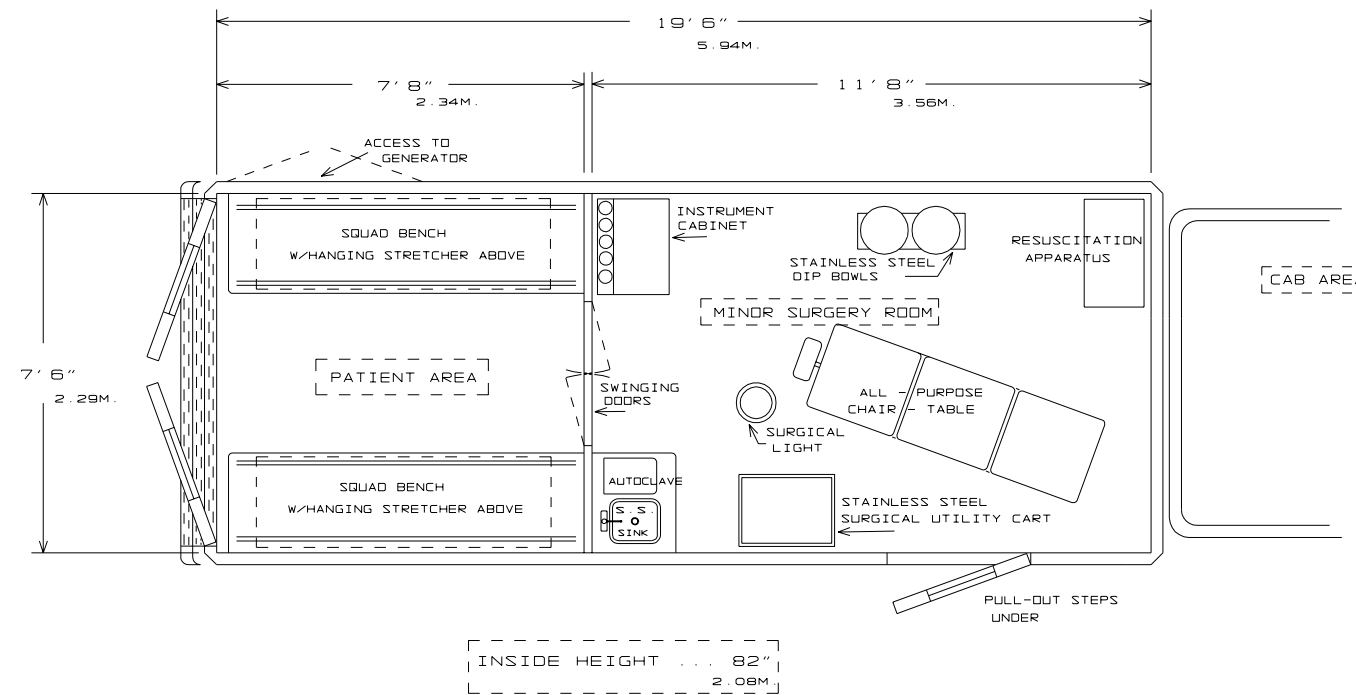 19' 6"
5.94M.
7' 8"
2.34M.
11'8"
3.56M.
ACCESS TO
GENERATOR
SQUAD BENCH
W/HANGING STRETCHER ABOVE
INSTRUMENT
CABINET
STAINLESS STEEL
DIP BOWLS
RESUSCITATION
APPARATUS
CAB AREA
MINOR SURGERY ROOM
7' 6"
2.29M.
PATIENT AREA
SWINGING
DOORS
ALL - PURPOSE
CHAIR - TABLE
SURGICAL
LIGHT
SQUAD BENCH
W/HANGING STRETCHER ABOVE
AUTOCLAVE
S.S.
SINK
STAINLESS STEEL
SURGICAL UTILITY CART
PULL-OUT STEPS
UNDER
INSIDE HEIGHT ... 82"
2.08M.